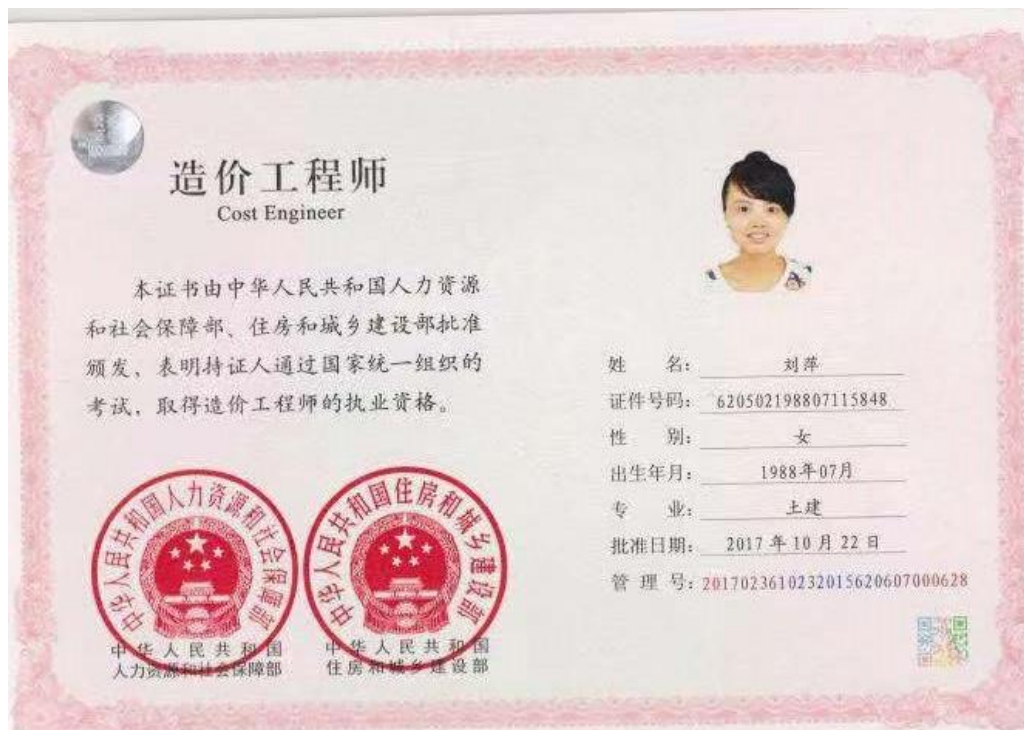 造价工程师
Cost Engineer
本证书由中华人民共和国人力资源
和社会保障部、住房和城乡建设部批准
颁发，表明持证人通过国家统一组织的
考试，取得造价工程师的执业资格。
中华人民共和国人力资源和社会保障部
中华人民共和国住房和城乡建设部
中华人民共和国
人力资源和社会保障部
中华人民共和国
住房和城乡建设部
姓 名： 刘萍
证件号码： 620502198807115848
性 别： 女
出生年月： 1988年07月
专 业： 土建
批准日期： 2017 年 10 月 22 日
管 理 号：2017023610232015620607000628